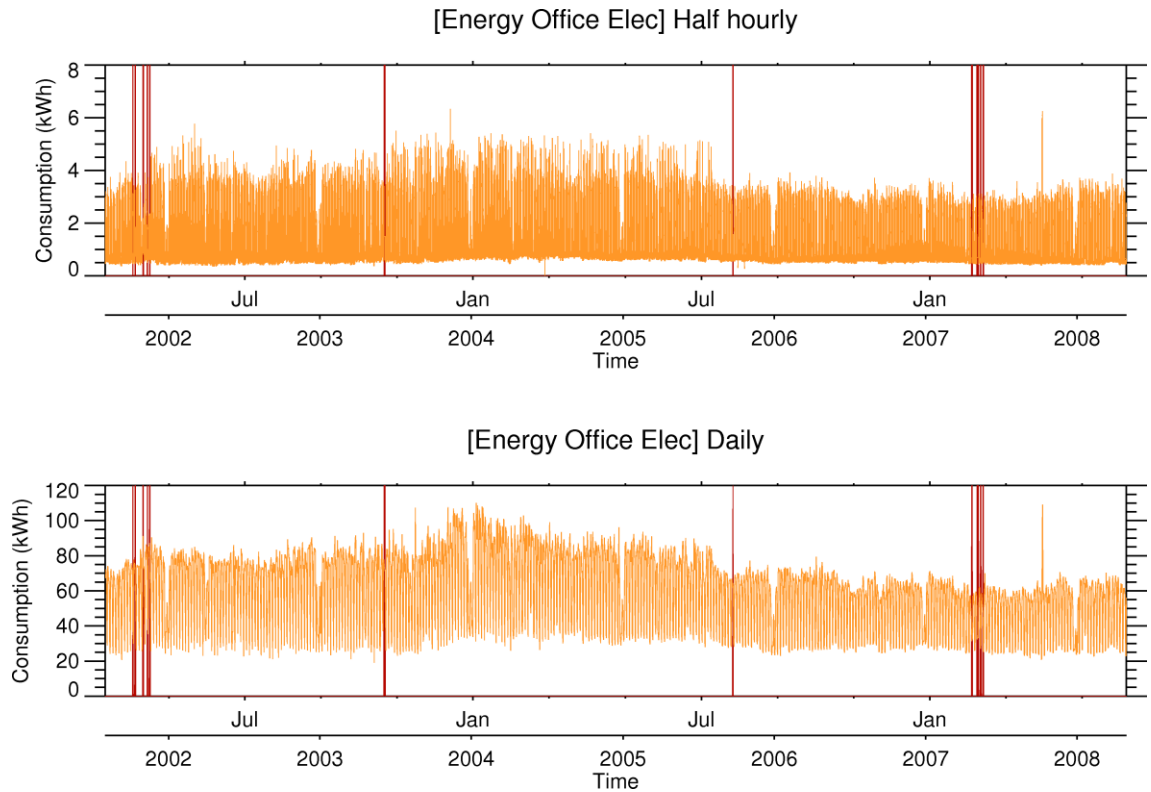 [Energy Office Elec] Half hourly
Consumption (kWh)
8
6
4
2
0
Jul Jan Jul Jan
2002 2003 2004 2005 2006 2007 2008
Time
[Energy Office Elec] Daily
Consumption (kWh)
120
100
80
60
40
20
0
Jul Jan Jul Jan
2002 2003 2004 2005 2006 2007 2008
Time